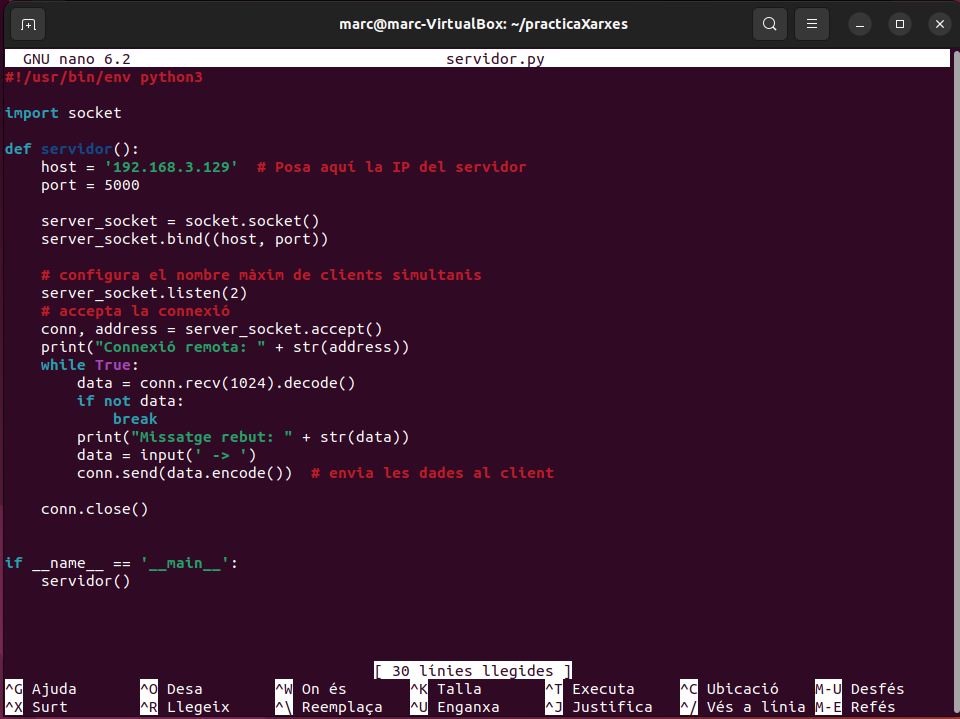 marc@marc-VirtualBox: ~/practicaXarxes
GNU nano 6.2 servidor.py
#!/usr/bin/env python3
import socket
def servidor():
    host = '192.168.3.129'  # Posa aquí la IP del servidor
    port = 5000
    server_socket = socket.socket()
    server_socket.bind((host, port))
    # configura el nombre màxim de clients simultanis
    server_socket.listen(2)
    # accepta la connexió
    conn, address = server_socket.accept()
    print("Connexió remota: " + str(address))
    while True:
        data = conn.recv(1024).decode()
        if not data:
            break
        print("Missatge rebut: " + str(data))
        data = input(' -> ')
        conn.send(data.encode())  # envia les dades al client
    conn.close()
if __name__ == '__main__':
    servidor()
[ 30 línies llegides ]
^G Ajuda ^O Desa ^W On és ^K Talla ^T Executa ^C Ubicació M-U Desfés
^X Surt ^R Llegeix ^\ Reemplaça ^U Enganxa ^J Justifica ^/ Vés a línia M-E Refés